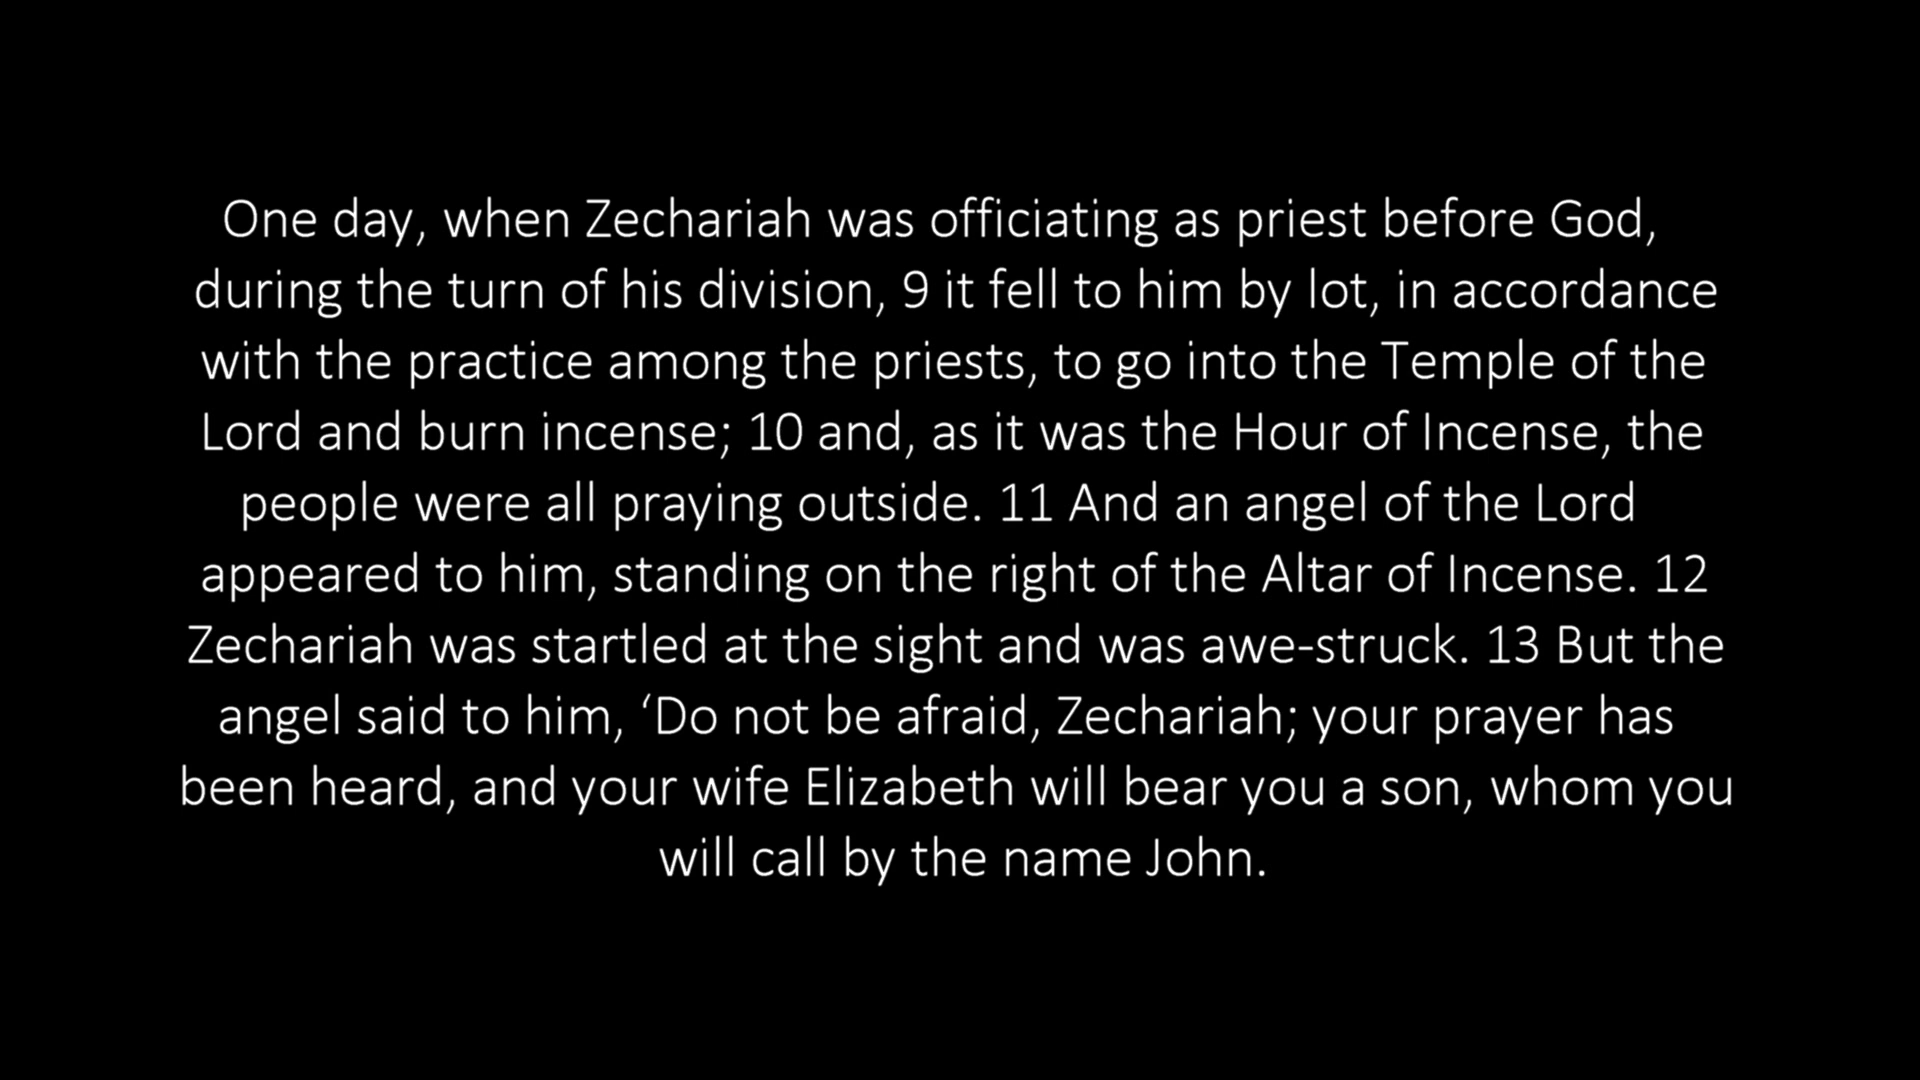 One day, when Zechariah was officiating as priest before God,
during the turn of his division, 9 it fell to him by lot, in accordance
with the practice among the priests, to go into the Temple of the
Lord and burn incense; 10 and, as it was the Hour of Incense, the
people were all praying outside. 11 And an angel of the Lord
appeared to him, standing on the right of the Altar of Incense. 12
Zechariah was startled at the sight and was awe-struck. 13 But the
angel said to him, ‘Do not be afraid, Zechariah; your prayer has
been heard, and your wife Elizabeth will bear you a son, whom you
will call by the name John.